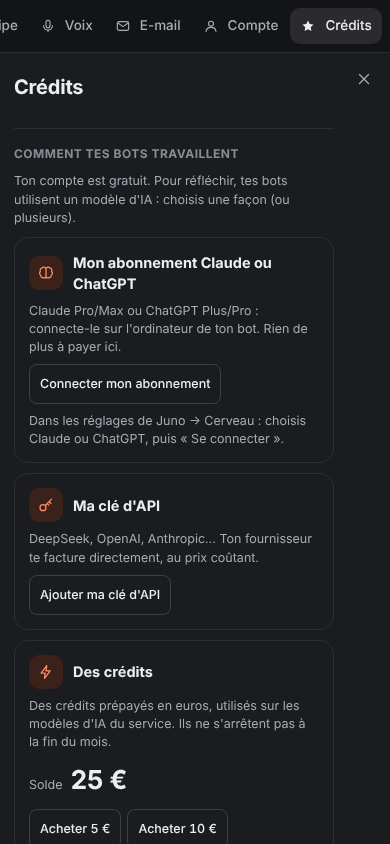 ipe Voix E-mail Compte Crédits
Crédits
COMMENT TES BOTS TRAVAILLENT
Ton compte est gratuit. Pour réfléchir, tes bots
utilisent un modèle d'IA : choisis une façon (ou
plusieurs).
Mon abonnement Claude ou
ChatGPT
Claude Pro/Max ou ChatGPT Plus/Pro :
connecte-le sur l'ordinateur de ton bot. Rien de
plus à payer ici.
Connecter mon abonnement
Dans les réglages de Juno → Cerveau : choisis
Claude ou ChatGPT, puis « Se connecter ».
Ma clé d'API
DeepSeek, OpenAI, Anthropic... Ton fournisseur
te facture directement, au prix coûtant.
Ajouter ma clé d'API
Des crédits
Des crédits prépayés en euros, utilisés sur les
modèles d'IA du service. Ils ne s'arrêtent pas à
la fin du mois.
Solde 25 €
Acheter 5 € Acheter 10 €